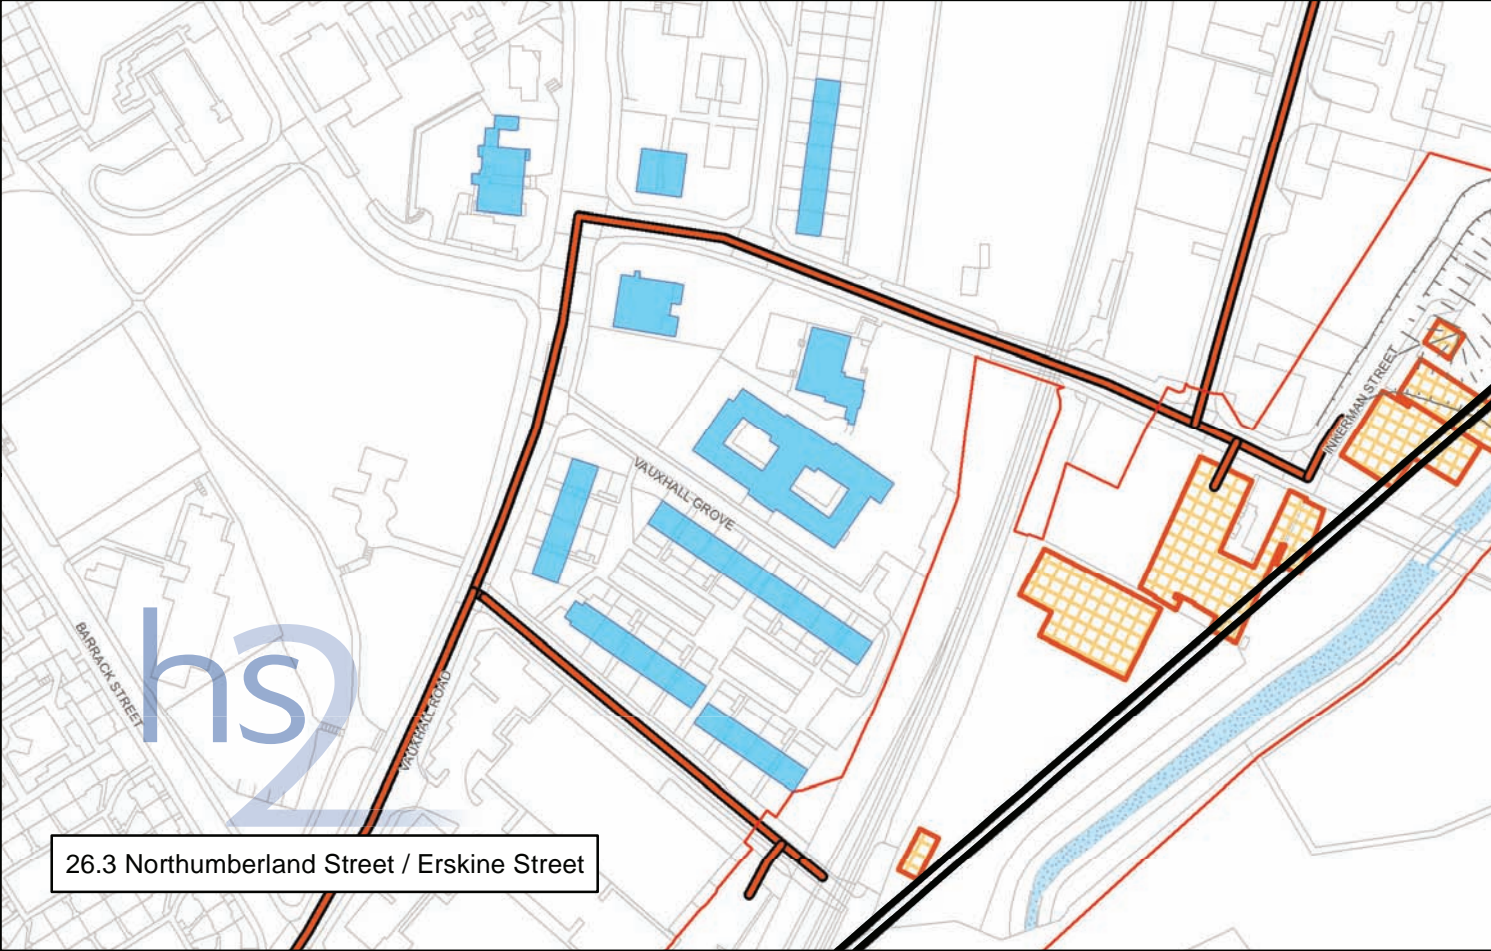 INKERMAN STREET
VAUXHALL GROVE
BARRACK STREET
VAUXHALL ROAD
hs2
26.3 Northumberland Street / Erskine Street